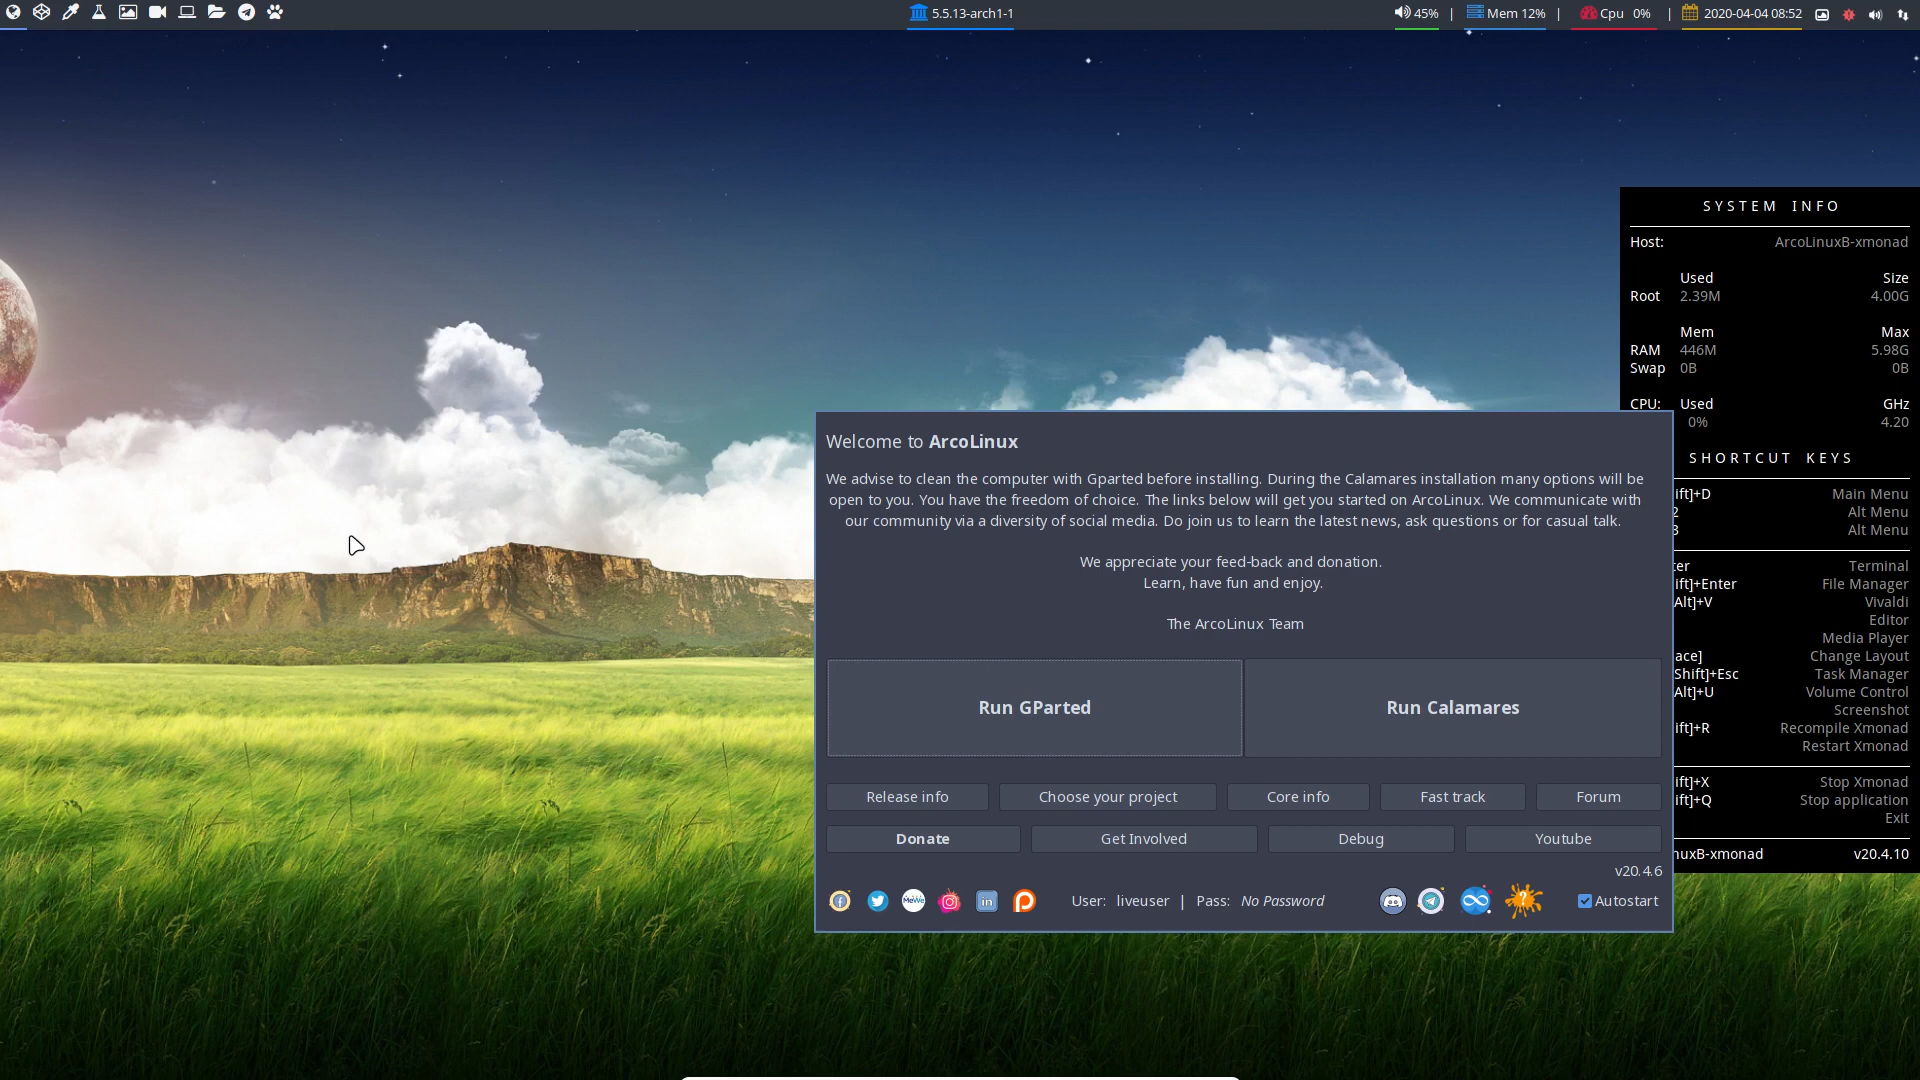 5.5.13-arch1-1
45% | Mem 12% | Cpu 0% | 2020-04-04 08:52
SYSTEM INFO
Host: ArcoLinuxB-xmonad
Used Size
Root 2.39M 4.00G
Mem Max
RAM 446M 5.98G
Swap 0B 0B
CPU: Used GHz
0% 4.20
SHORTCUT KEYS
ift]+D Main Menu
2 Alt Menu
3 Alt Menu
ter Terminal
ift]+Enter File Manager
Alt]+V Vivaldi
Editor
Media Player
ace] Change Layout
Shift]+Esc Task Manager
Alt]+U Volume Control
Screenshot
ift]+R Recompile Xmonad
Restart Xmonad
ift]+X Stop Xmonad
ift]+Q Stop application
Exit
nuxB-xmonad v20.4.10
Welcome to ArcoLinux
We advise to clean the computer with Gparted before installing. During the Calamares installation many options will be
open to you. You have the freedom of choice. The links below will get you started on ArcoLinux. We communicate with
our community via a diversity of social media. Do join us to learn the latest news, ask questions or for casual talk.
We appreciate your feed-back and donation.
Learn, have fun and enjoy.
The ArcoLinux Team
Run GParted Run Calamares
Release info Choose your project Core info Fast track Forum
Donate Get Involved Debug Youtube
v20.4.6
MeWe in User: liveuser | Pass: No Password Autostart